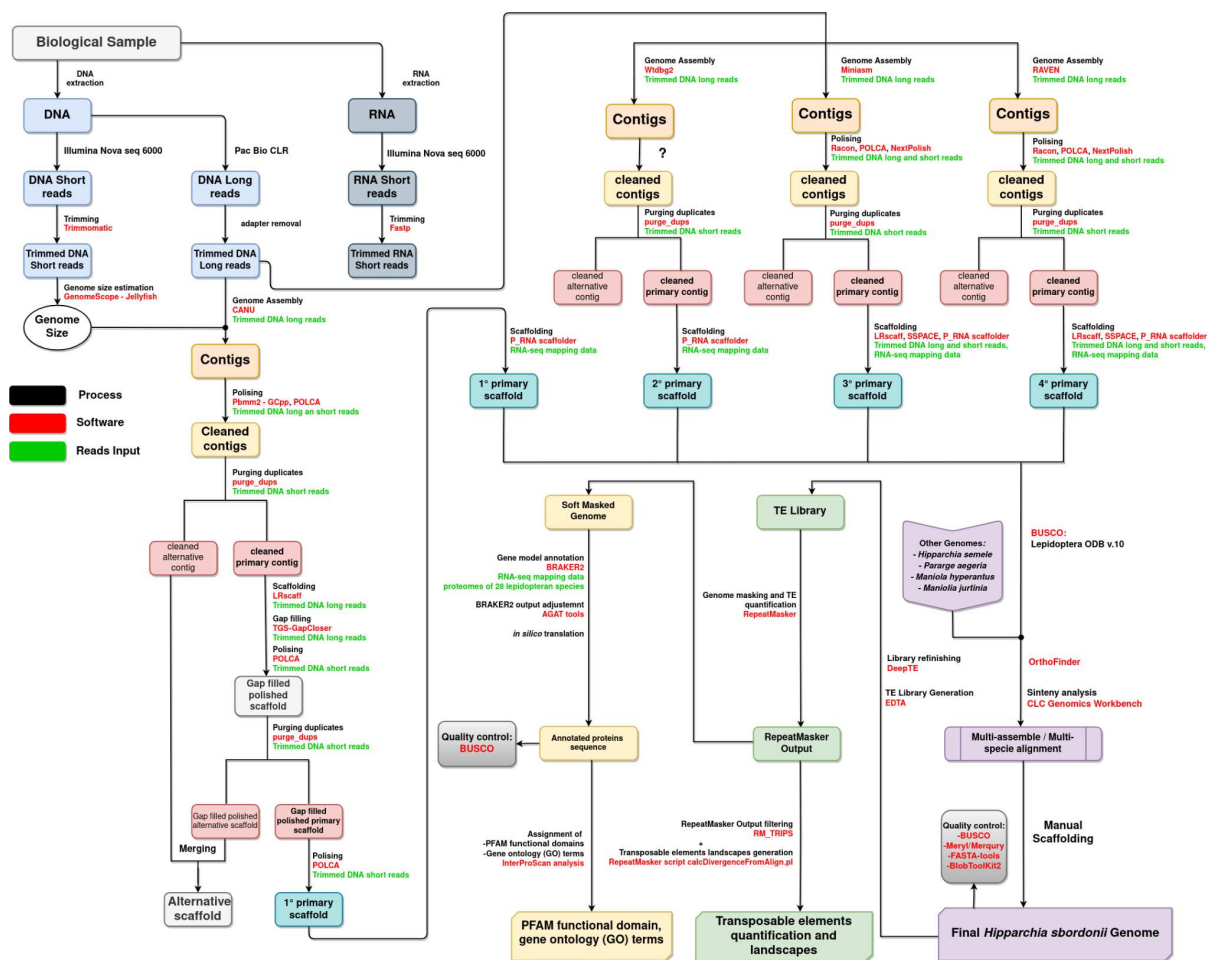 Biological Sample
DNA
extraction
RNA
extraction
DNA
RNA
Illumina Nova seq 6000
Pac Bio CLR
Illumina Nova seq 6000
DNA Short
reads
DNA Long
reads
RNA Short
reads
Trimming
Trimmomatic
adapter removal
Trimming
Fastp
Trimmed DNA
Short reads
Trimmed DNA
Long reads
Trimmed RNA
Short reads
Genome size estimation
GenomeScope - Jellyfish
Genome
Size
Genome Assembly
CANU
Trimmed DNA long reads
Contigs
Process
Software
Reads Input
Polising
Pbmm2 - GCpp, POLCA
Trimmed DNA long an short reads
Cleaned
contigs
Purging duplicates
purge_dups
Trimmed DNA short reads
cleaned
alternative
contig
cleaned
primary contig
Scaffolding
LRscaff
Trimmed DNA long reads
Gap filling
TGS-GapCloser
Trimmed DNA long reads
Polising
POLCA
Trimmed DNA short reads
Gap filled
polished
scaffold
Purging duplicates
purge_dups
Trimmed DNA short reads
Gap filled polished
alternative scaffold
Gap filled
polished primary
scaffold
Merging
Polising
POLCA
Trimmed DNA short reads
Alternative
scaffold
1° primary
scaffold
Genome Assembly
Wtdbg2
Trimmed DNA long reads
Genome Assembly
Miniasm
Trimmed DNA long reads
Genome Assembly
RAVEN
Trimmed DNA long reads
Contigs
Contigs
Contigs
?
Polising
Racon, POLCA, NextPolish
Trimmed DNA long and short reads
Polising
Racon, POLCA, NextPolish
Trimmed DNA long and short reads
cleaned
contigs
cleaned
contigs
cleaned
contigs
Purging duplicates
purge_dups
Trimmed DNA short reads
Purging duplicates
purge_dups
Trimmed DNA short reads
Purging duplicates
purge_dups
Trimmed DNA short reads
cleaned
alternative
contig
cleaned
primary contig
cleaned
alternative
contig
cleaned
primary contig
cleaned
alternative
contig
cleaned
primary contig
Scaffolding
P_RNA scaffolder
RNA-seq mapping data
Scaffolding
P_RNA scaffolder
RNA-seq mapping data
Scaffolding
LRscaff, SSPACE, P_RNA scaffolder
Trimmed DNA long and short reads,
RNA-seq mapping data
Scaffolding
LRscaff, SSPACE, P_RNA scaffolder
Trimmed DNA long and short reads,
RNA-seq mapping data
1° primary
scaffold
2° primary
scaffold
3° primary
scaffold
4° primary
scaffold
Soft Masked
Genome
TE Library
Other Genomes:
- Hipparchia semele
- Pararge aegeria
- Maniola hyperantus
- Maniolia jurtinia
BUSCO:
Lepidoptera ODB v.10
Gene model annotation
BRAKER2
RNA-seq mapping data
proteomes of 28 lepidopteran species
BRAKER2 output adjustemnt
AGAT tools
in silico translation
Genome masking and TE
quantification
RepeatMasker
Library refinishing
DeepTE
TE Library Generation
EDTA
OrthoFinder
Sinteny analysis
CLC Genomics Workbench
Quality control:
BUSCO
Annotated proteins
sequence
RepeatMasker
Output
Multi-assemble / Multi-
specie alignment
Assignment of
-PFAM functional domains
-Gene ontology (GO) terms
InterProScan analysis
RepeatMasker Output filtering
RM_TRIPS
+
Transposable elements landscapes generation
RepeatMasker script calcDivergenceFromAlign.pl
Quality control:
-BUSCO
-Meryl/Merqury
-FASTA-tools
-BlobToolKit2
Manual
Scaffolding
PFAM functional domain,
gene ontology (GO) terms
Transposable elements
quantification and
landscapes
Final Hipparchia sbordonii Genome